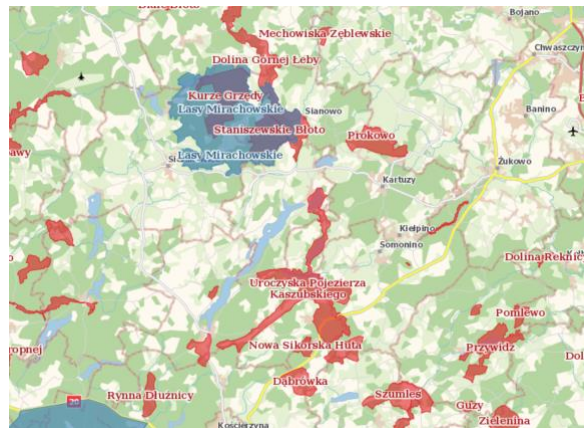 Bojano
Mechowiska Zęblewskie
Chwaszczyn
Dolina Górnej Łeby
Kurze Grzędy
Lasy Mirachowskie
Sianowo
Banino
Staniszewskie Błoto
Prokowo
Lasy Mirachowskie
Żukowo
Kartuzy
Kiełpino
Somonino
Dolina Reknic
Uroczyska Pojezierza
Kaszubskiego
Pomlewo
Nowa Sikorska Huta
Przywidz
Dąbrówka
Rynna Dłużnicy
Szumleś
20
Guzy
Zielenina
Kościerzyna